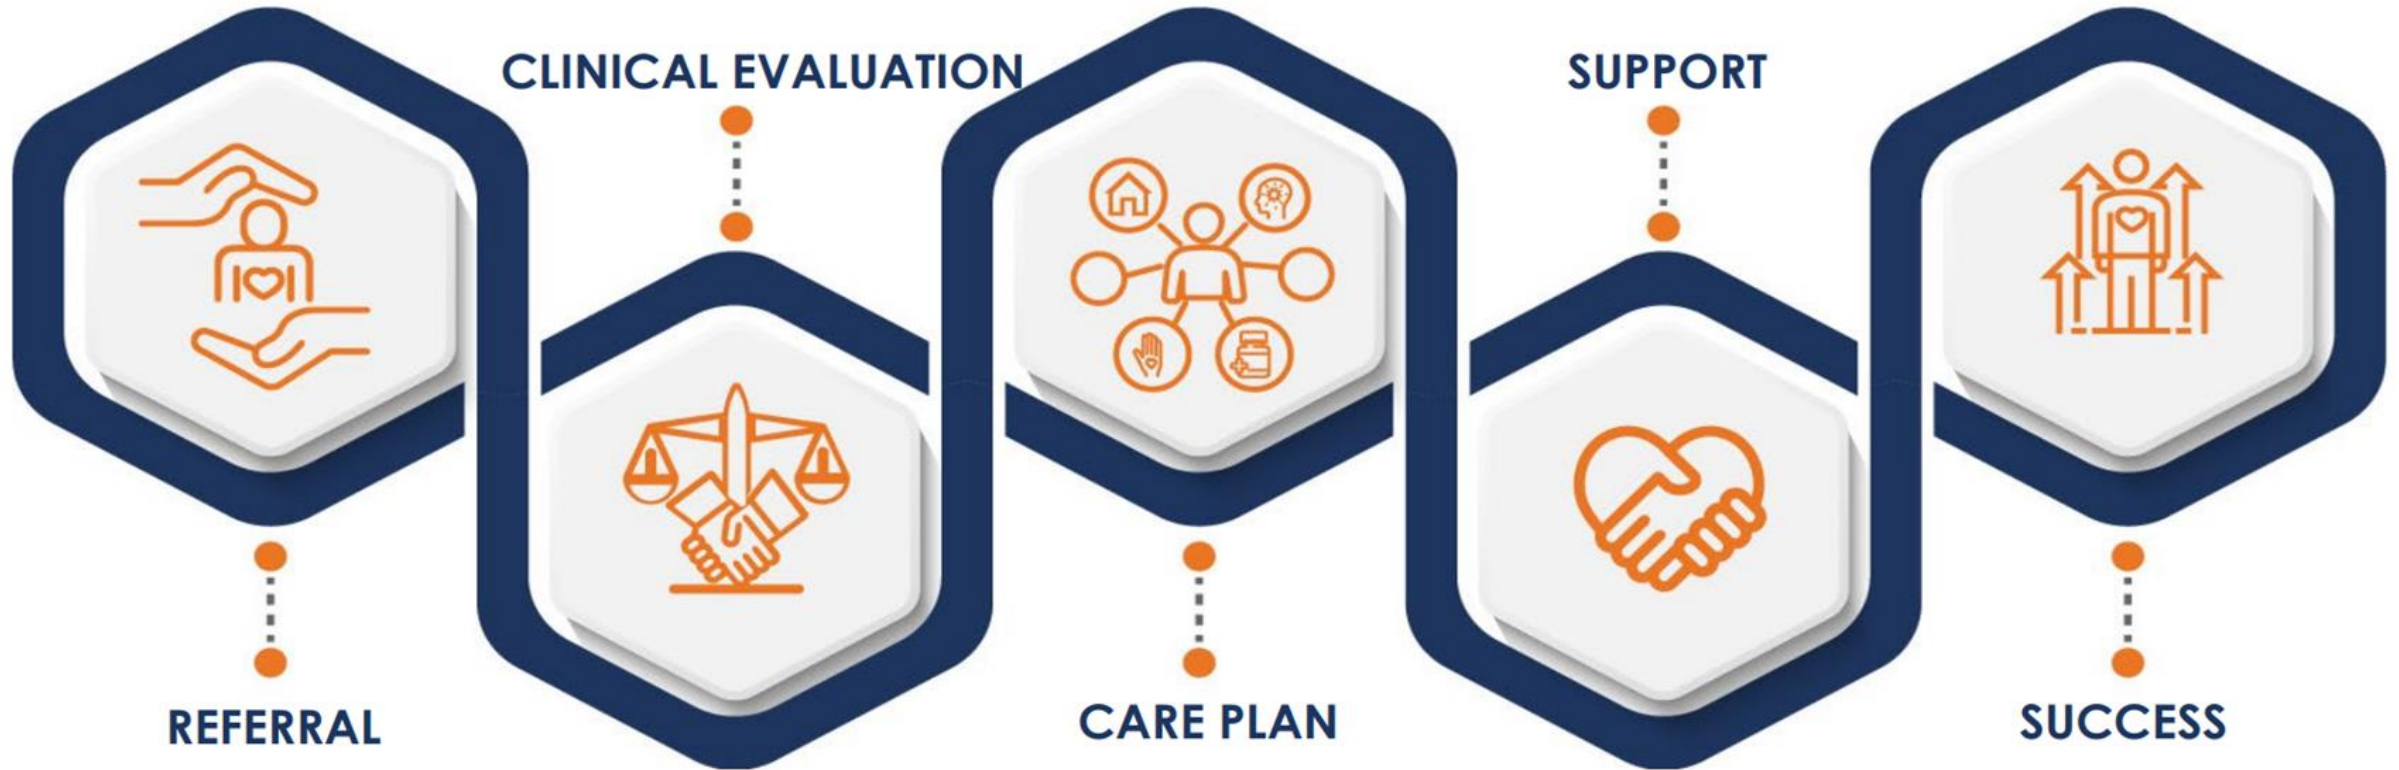 REFERRAL
CLINICAL EVALUATION
CARE PLAN
SUPPORT
SUCCESS